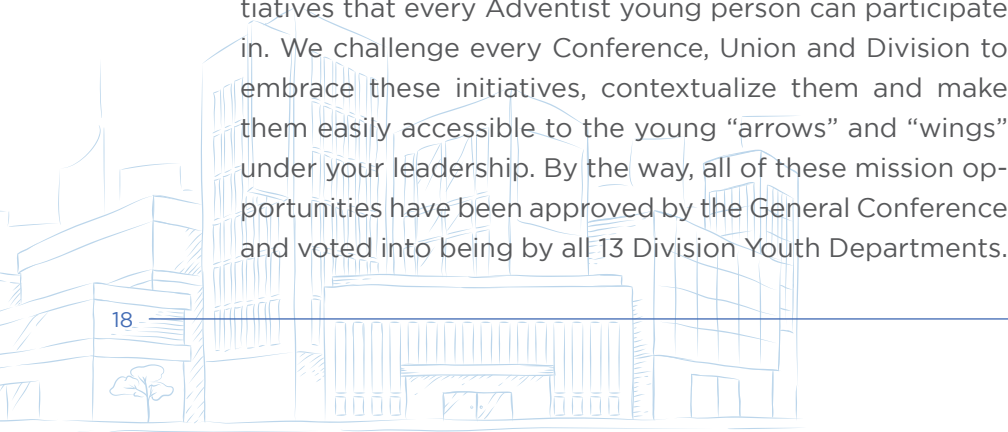 tiatives that every Adventist young person can participate
in. We challenge every Conference, Union and Division to
embrace these initiatives, contextualize them and make
them easily accessible to the young “arrows” and “wings”
under your leadership. By the way, all of these mission op-
portunities have been approved by the General Conference
and voted into being by all 13 Division Youth Departments.
18